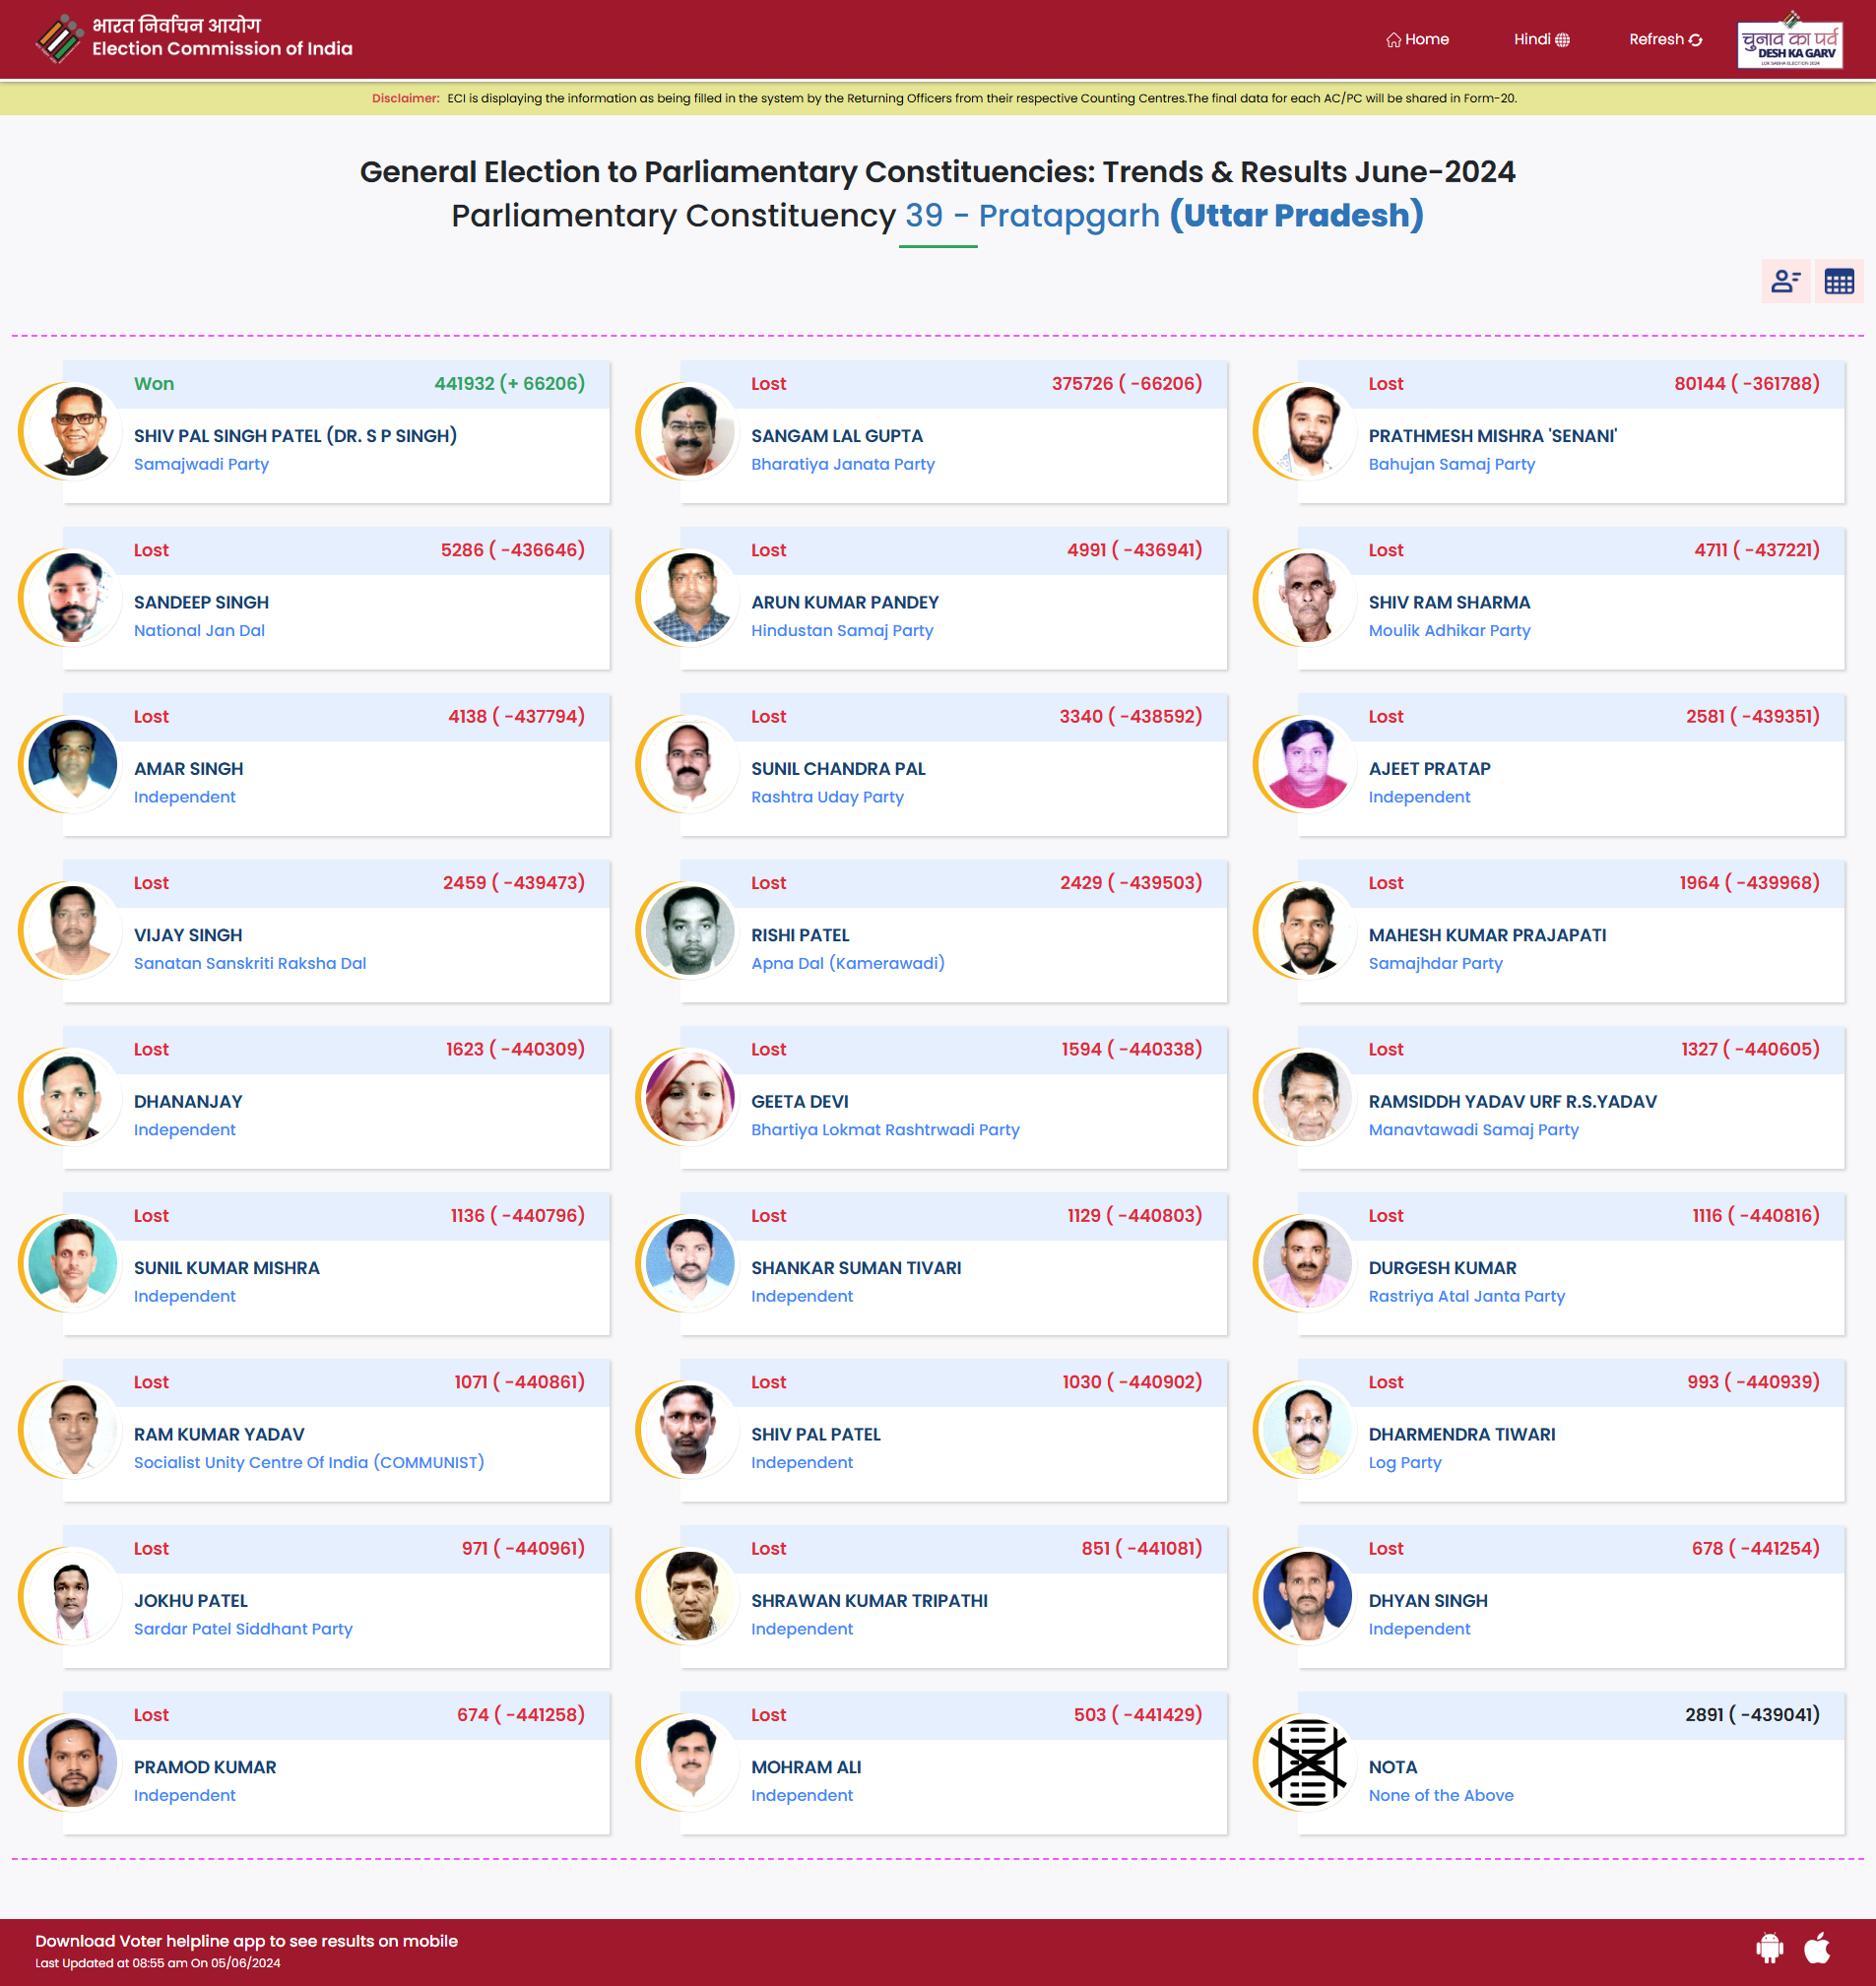 भारत निर्वाचन आयोग
Election Commission of India
Home
Hindi
Refresh
चुनाव का पर्व
DESH KA GARV
LOK SABHA ELECTION 2024
Disclaimer: ECI is displaying the information as being filled in the system by the Returning Officers from their respective Counting Centres.The final data for each AC/PC will be shared in Form-20.
General Election to Parliamentary Constituencies: Trends & Results June-2024
Parliamentary Constituency 39 - Pratapgarh (Uttar Pradesh)
Won 441932 (+ 66206)
SHIV PAL SINGH PATEL (DR. S P SINGH)
Samajwadi Party
Lost 375726 ( -66206)
SANGAM LAL GUPTA
Bharatiya Janata Party
Lost 80144 ( -361788)
PRATHMESH MISHRA 'SENANI'
Bahujan Samaj Party
Lost 5286 ( -436646)
SANDEEP SINGH
National Jan Dal
Lost 4991 ( -436941)
ARUN KUMAR PANDEY
Hindustan Samaj Party
Lost 4711 ( -437221)
SHIV RAM SHARMA
Moulik Adhikar Party
Lost 4138 ( -437794)
AMAR SINGH
Independent
Lost 3340 ( -438592)
SUNIL CHANDRA PAL
Rashtra Uday Party
Lost 2581 ( -439351)
AJEET PRATAP
Independent
Lost 2459 ( -439473)
VIJAY SINGH
Sanatan Sanskriti Raksha Dal
Lost 2429 ( -439503)
RISHI PATEL
Apna Dal (Kamerawadi)
Lost 1964 ( -439968)
MAHESH KUMAR PRAJAPATI
Samajhdar Party
Lost 1623 ( -440309)
DHANANJAY
Independent
Lost 1594 ( -440338)
GEETA DEVI
Bhartiya Lokmat Rashtrwadi Party
Lost 1327 ( -440605)
RAMSIDDH YADAV URF R.S.YADAV
Manavtawadi Samaj Party
Lost 1136 ( -440796)
SUNIL KUMAR MISHRA
Independent
Lost 1129 ( -440803)
SHANKAR SUMAN TIVARI
Independent
Lost 1116 ( -440816)
DURGESH KUMAR
Rastriya Atal Janta Party
Lost 1071 ( -440861)
RAM KUMAR YADAV
Socialist Unity Centre Of India (COMMUNIST)
Lost 1030 ( -440902)
SHIV PAL PATEL
Independent
Lost 993 ( -440939)
DHARMENDRA TIWARI
Log Party
Lost 971 ( -440961)
JOKHU PATEL
Sardar Patel Siddhant Party
Lost 851 ( -441081)
SHRAWAN KUMAR TRIPATHI
Independent
Lost 678 ( -441254)
DHYAN SINGH
Independent
Lost 674 ( -441258)
PRAMOD KUMAR
Independent
Lost 503 ( -441429)
MOHRAM ALI
Independent
2891 ( -439041)
NOTA
None of the Above
Download Voter helpline app to see results on mobile
Last Updated at 08:55 am On 05/06/2024